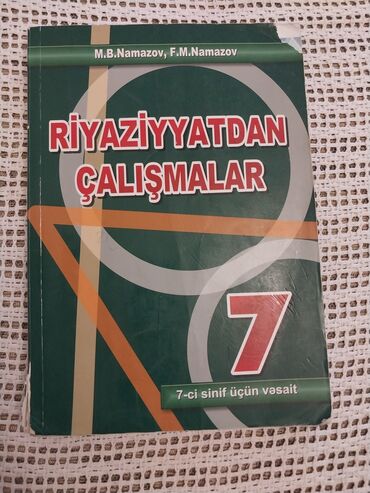 M.B.Namazov, F.M.Namazov
RİYAZİYYATDAN
ÇALIŞMALAR
7
7-ci sinif üçün vəsait